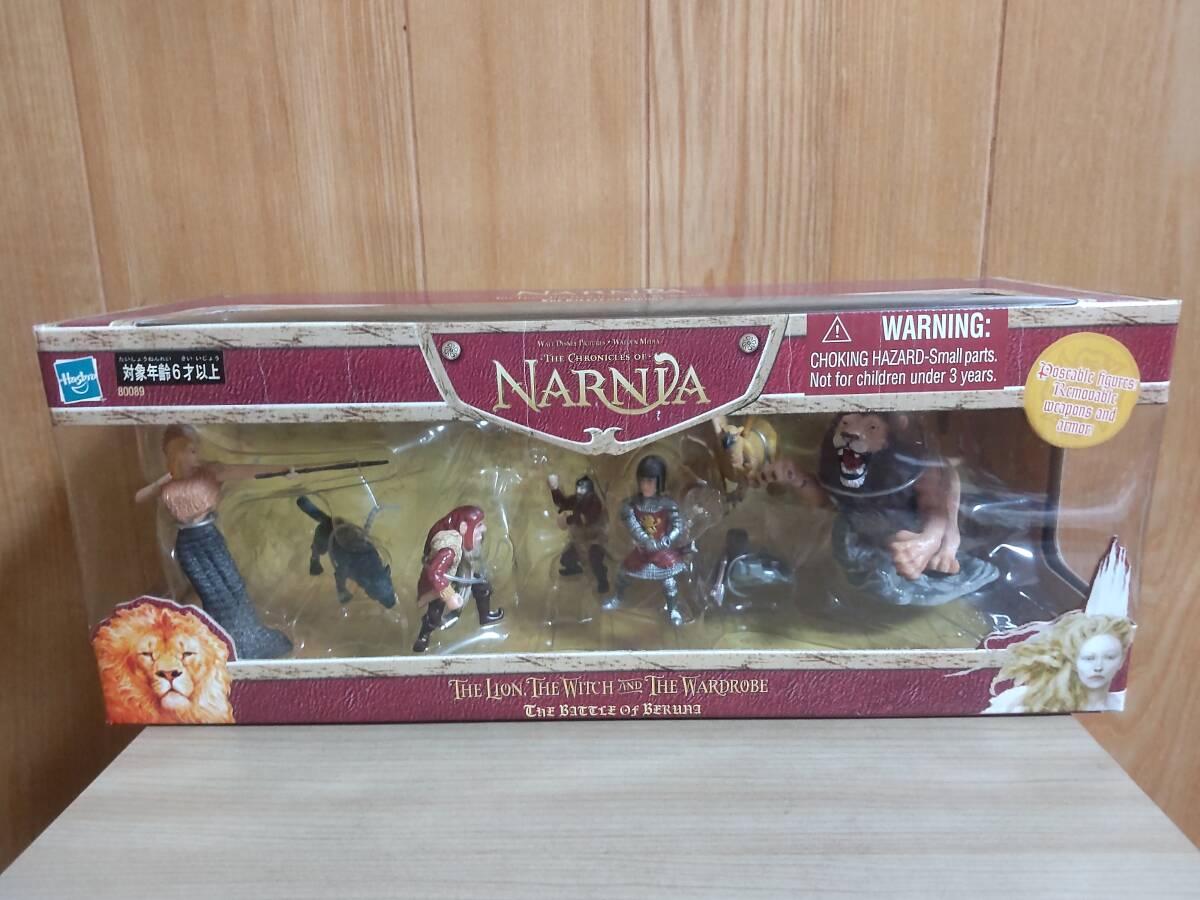 Hasbro
たいしょうねんれい さいいじょう
対象年齢6才以上
80089
WALT DISNEY PICTURES • WALDEN MEDIA
• THE CHRONICLES OF •
NARNIA
WARNING:
CHOKING HAZARD-Small parts.
Not for children under 3 years.
Poseable figures
Removable
weapons and
armor
THE LION, THE WITCH AND THE WARDROBE
THE BATTLE OF BERUNA